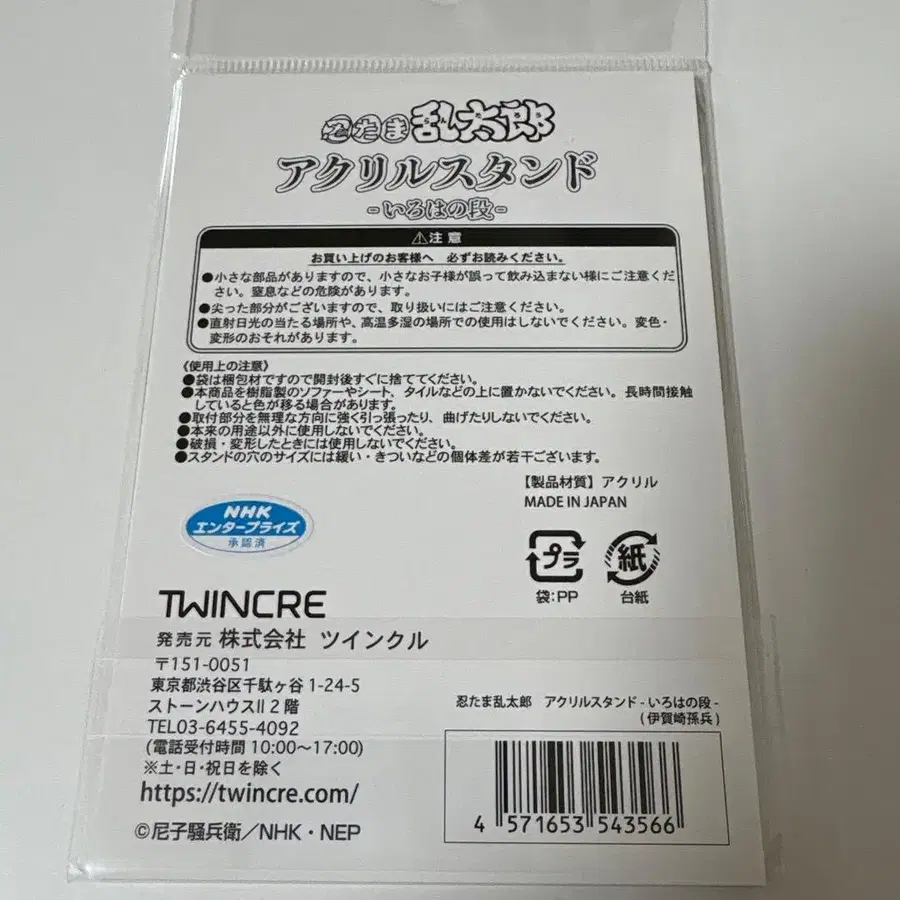 忍たま乱太郎
アクリルスタンド
-いろはの段-
⚠注意
お買い上げのお客様へ 必ずお読みください。
●小さな部品がありますので、小さなお子様が誤って飲み込まない様にご注意くだ
さい。窒息などの危険があります。
●尖った部分がございますので、取り扱いにはご注意ください。
●直射日光の当たる場所や、高温多湿の場所での使用はしないでください。変色・
変形のおそれがあります。
《使用上の注意》
●袋は梱包材ですので開封後すぐに捨ててください。
●本商品を樹脂製のソファーやシート、タイルなどの上に置かないでください。長時間接触
していると色が移る場合があります。
●取付部分を無理な方向に強く引っ張ったり、曲げたりしないでください。
●本来の用途以外に使用しないでください。
●破損・変形したときには使用しないでください。
●スタンドの穴のサイズには緩い・きついなどの個体差が若干ございます。
【製品材質】アクリル
MADE IN JAPAN
NHK
エンタープライズ
承認済
プラ
紙
袋:PP
台紙
TWINCRE
発売元 株式会社 ツインクル
〒151-0051
東京都渋谷区千駄ヶ谷 1-24-5
ストーンハウスII 2 階
TEL03-6455-4092
(電話受付時間 10:00～17:00)
※土・日・祝日を除く
https://twincre.com/
©尼子騒兵衛／NHK・NEP
忍たま乱太郎 アクリルスタンド -いろはの段-
(伊賀崎孫兵)
4 571653 543566